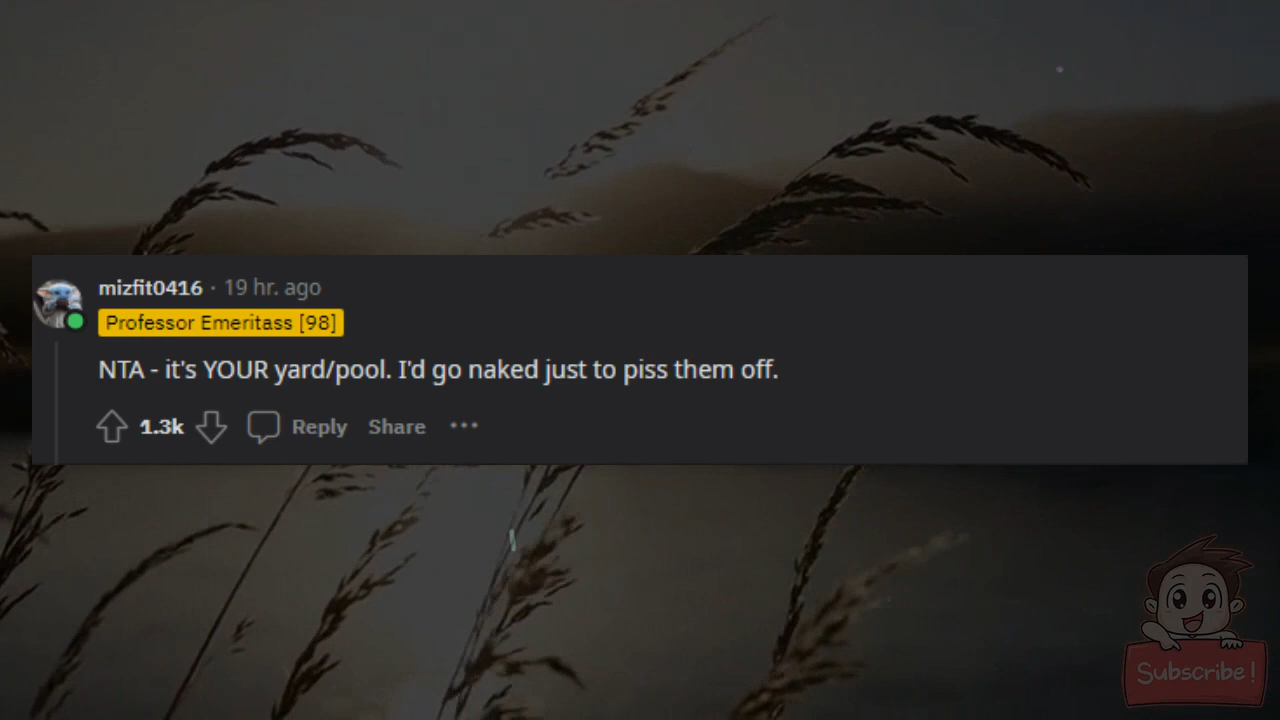 mizfit0416 · 19 hr. ago
Professor Emeritass [98]
NTA - it's YOUR yard/pool. I'd go naked just to piss them off.
1.3k Reply Share ···
Subscribe!